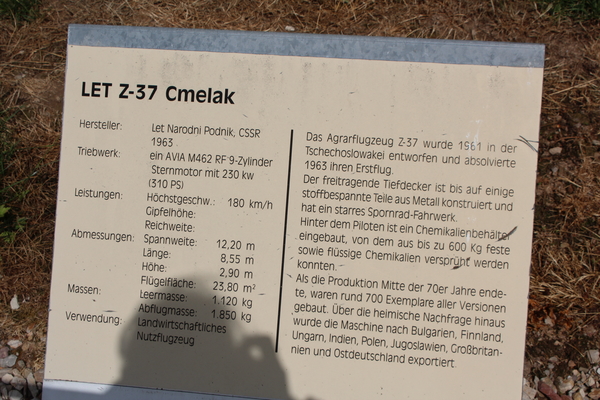 LET Z-37 Cmelak
Hersteller: Let Narodni Podnik, CSSR
1963
Triebwerk: ein AVIA M462 RF 9-Zylinder
Sternmotor mit 230 kw
(310 PS)
Leistungen: Höchstgeschw.: 180 km/h
Gipfelhöhe:
Reichweite:
Abmessungen: Spannweite: 12,20 m
Länge: 8,55 m
Höhe: 2,90 m
Flügelfläche: 23,80 m²
Massen: Leermasse: 1.120 kg
Abflugmasse: 1.850 kg
Verwendung: Landwirtschaftliches
Nutzflugzeug
Das Agrarflugzeug Z-37 wurde 1961 in der
Tschechoslowakei entworfen und absolvierte
1963 ihren Erstflug.
Der freitragende Tiefdecker ist bis auf einige
stoffbespannte Teile aus Metall konstruiert und
hat ein starres Spornrad-Fahrwerk.
Hinter dem Piloten ist ein Chemikalienbehälter
eingebaut, von dem aus bis zu 600 Kg feste
sowie flüssige Chemikalien versprüht werden
konnten.
Als die Produktion Mitte der 70er Jahre ende-
te, waren rund 700 Exemplare aller Versionen
gebaut. Über die heimische Nachfrage hinaus
wurde die Maschine nach Bulgarien, Finnland,
Ungarn, Indien, Polen, Jugoslawien, Großbritan-
nien und Ostdeutschland exportiert.